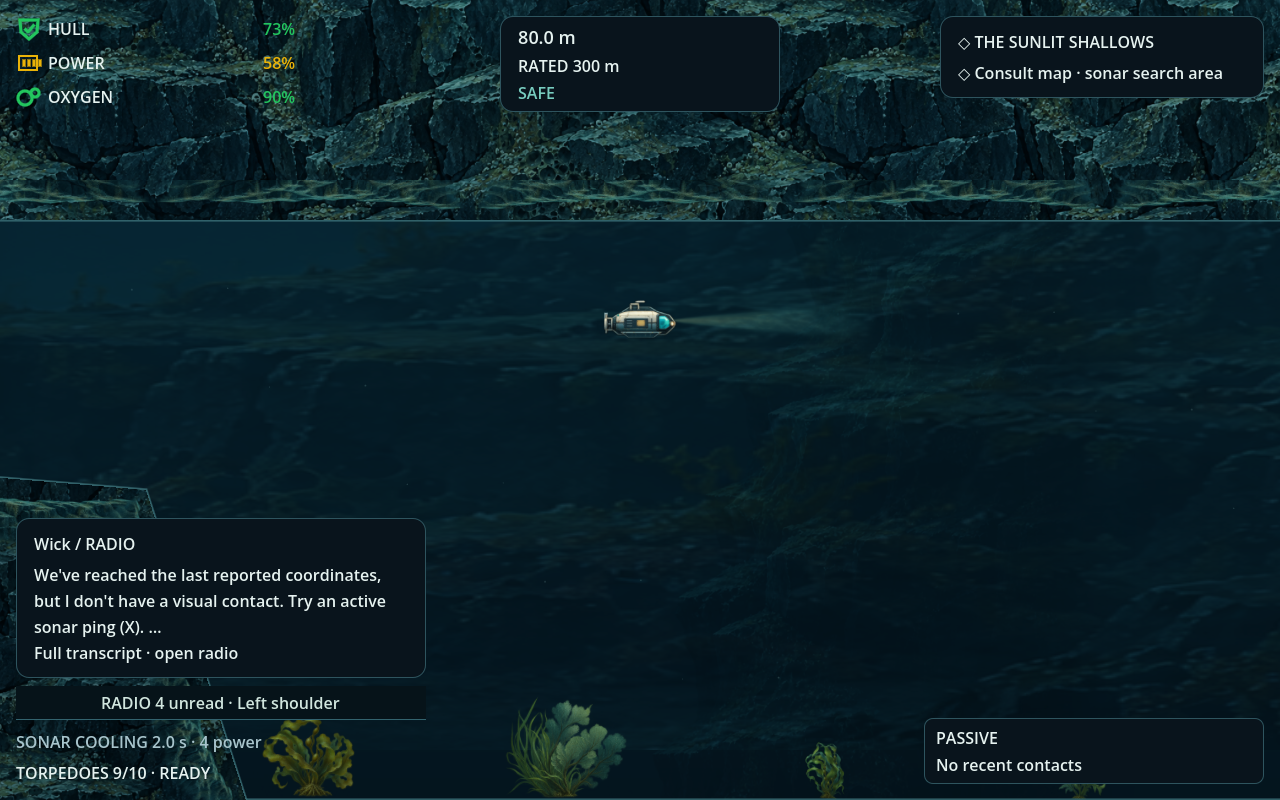 HULL 73%
POWER 58%
OXYGEN 90%
80.0 m
RATED 300 m
SAFE
◇ THE SUNLIT SHALLOWS
◇ Consult map · sonar search area
Wick / RADIO
We've reached the last reported coordinates,
but I don't have a visual contact. Try an active
sonar ping (X). ...
Full transcript · open radio
RADIO 4 unread · Left shoulder
SONAR COOLING 2.0 s · 4 power
TORPEDOES 9/10 · READY
PASSIVE
No recent contacts